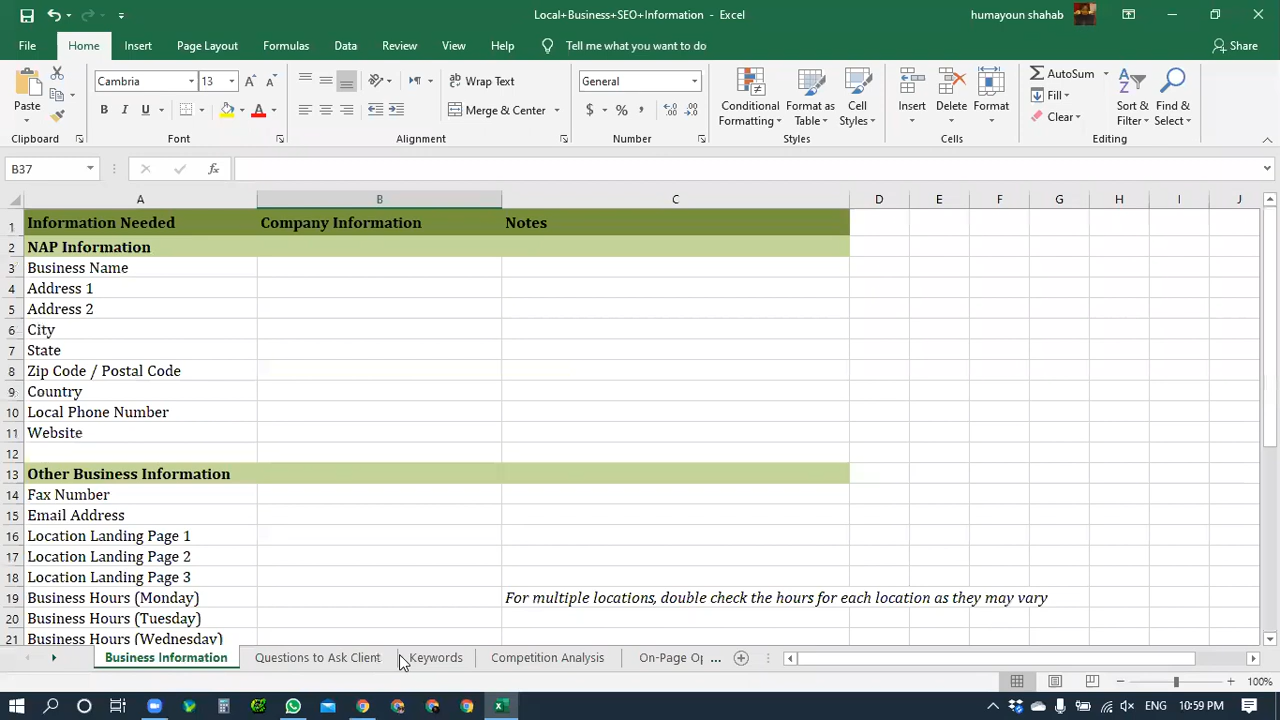 Local+Business+SEO+Information - Excel
humayoun shahab
File Home Insert Page Layout Formulas Data Review View Help Tell me what you want to do Share
Cambria 13 Wrap Text General AutoSum
Paste Merge & Center Conditional Formatting Format as Table Cell Styles Insert Delete Format Fill Sort & Filter Find & Select
B I U $ % , Clear
Clipboard Font Alignment Number Styles Cells Editing
B37 fx
A B C D E F G H I J
1 Information Needed Company Information Notes
2 NAP Information
3 Business Name
4 Address 1
5 Address 2
6 City
7 State
8 Zip Code / Postal Code
9 Country
10 Local Phone Number
11 Website
12
13 Other Business Information
14 Fax Number
15 Email Address
16 Location Landing Page 1
17 Location Landing Page 2
18 Location Landing Page 3
19 Business Hours (Monday) For multiple locations, double check the hours for each location as they may vary
20 Business Hours (Tuesday)
21 Business Hours (Wednesday)
Business Information Questions to Ask Client Keywords Competition Analysis On-Page Op ...
100%
ENG 10:59 PM